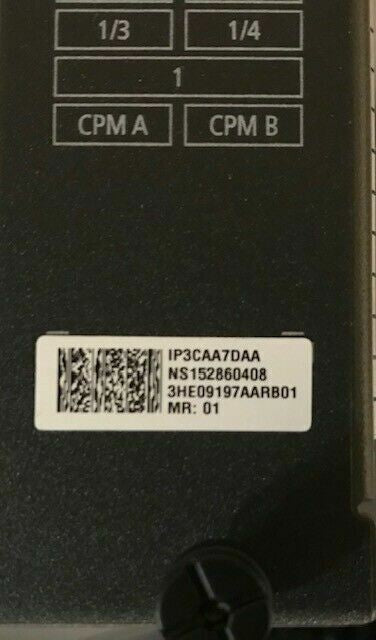 1/3 1/4
1
CPM A CPM B
IP3CAA7DAA
NS152860408
3HE09197AARB01
MR: 01